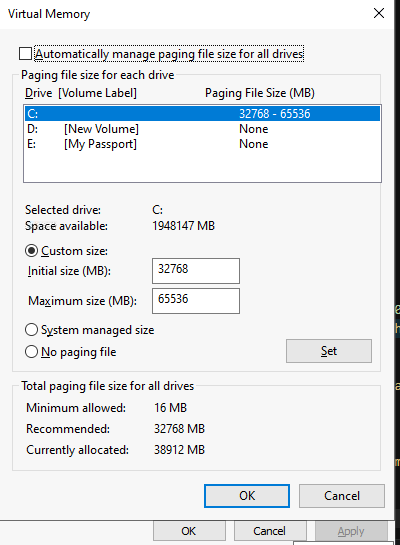 Virtual Memory
Automatically manage paging file size for all drives
Paging file size for each drive
Drive [Volume Label] Paging File Size (MB)
C: 32768 - 65536
D: [New Volume] None
E: [My Passport] None
Selected drive: C:
Space available: 1948147 MB
Custom size:
Initial size (MB): 32768
Maximum size (MB): 65536
System managed size
No paging file Set
Total paging file size for all drives
Minimum allowed: 16 MB
Recommended: 32768 MB
Currently allocated: 38912 MB
OK Cancel
OK Cancel Apply